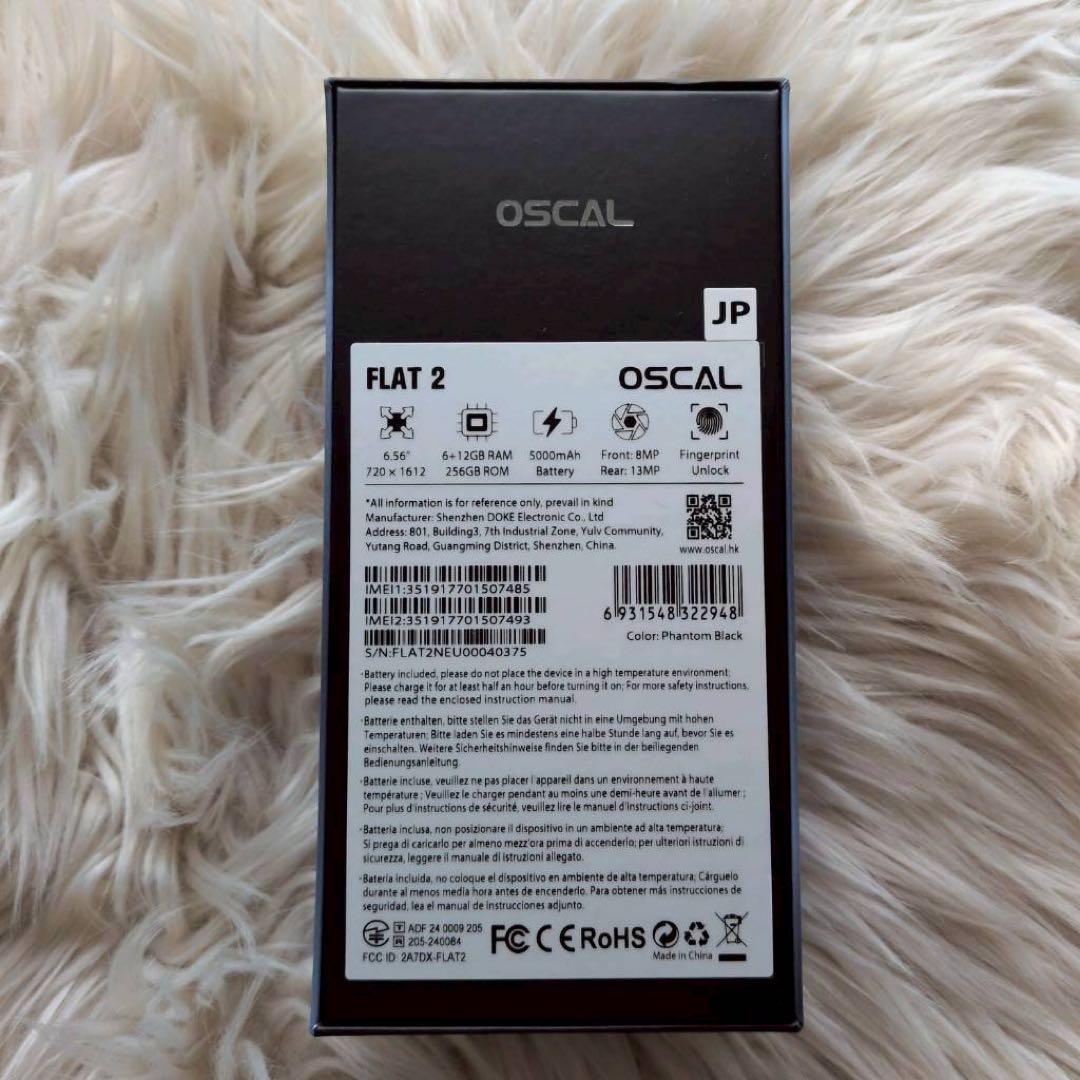 OSCAL
JP
FLAT 2
OSCAL
6.56"
720 × 1612
6+12GB RAM
256GB ROM
5000mAh
Battery
Front: 8MP
Rear: 13MP
Fingerprint
Unlock
*All information is for reference only, prevail in kind
Manufacturer: Shenzhen DOKE Electronic Co., Ltd
Address: 801, Building3, 7th Industrial Zone, Yulv Community,
Yutang Road, Guangming District, Shenzhen, China.
www.oscal.hk
IMEI1:351917701507485
IMEI2:351917701507493
S/N:FLAT2NEU00040375
6 931548 322948
Color: Phantom Black
·Battery included, please do not place the device in a high temperature environment;
Please charge it for at least half an hour before turning it on; For more safety instructions,
please read the enclosed instruction manual.
·Batterie enthalten, bitte stellen Sie das Gerät nicht in eine Umgebung mit hohen
Temperaturen; Bitte laden Sie es mindestens eine halbe Stunde lang auf, bevor Sie es
einschalten. Weitere Sicherheitshinweise finden Sie bitte in der beiliegenden
Bedienungsanleitung.
·Batterie incluse, veuillez ne pas placer l'appareil dans un environnement à haute
température ; Veuillez le charger pendant au moins une demi-heure avant de l'allumer ;
Pour plus d'instructions de sécurité, veuillez lire le manuel d'instructions ci-joint.
·Batteria inclusa, non posizionare il dispositivo in un ambiente ad alta temperatura;
Si prega di caricarlo per almeno mezz'ora prima di accenderlo; per ulteriori istruzioni di
sicurezza, leggere il manuale di istruzioni allegato.
·Batería incluida, no coloque el dispositivo en ambiente de alta temperatura; Cárguelo
durante al menos media hora antes de encenderlo. Para obtener más instrucciones de
seguridad, lea el manual de instrucciones adjunto.
T ADF 24 0009 205
R 205-240084
FCC ID: 2A7DX-FLAT2
FC CE RoHS
Made in China